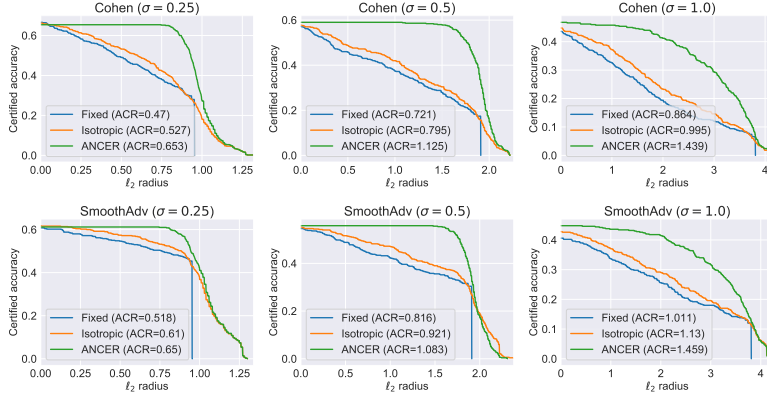 Cohen (σ = 0.25)
Certified accuracy
0.6
0.4
0.2
0.0
Fixed (ACR=0.47)
Isotropic (ACR=0.527)
ANCER (ACR=0.653)
0.00 0.25 0.50 0.75 1.00 1.25
ℓ2 radius
Cohen (σ = 0.5)
Certified accuracy
0.6
0.4
0.2
0.0
Fixed (ACR=0.721)
Isotropic (ACR=0.795)
ANCER (ACR=1.125)
0.0 0.5 1.0 1.5 2.0
ℓ2 radius
Cohen (σ = 1.0)
Certified accuracy
0.4
0.3
0.2
0.1
0.0
Fixed (ACR=0.864)
Isotropic (ACR=0.995)
ANCER (ACR=1.439)
0 1 2 3 4
ℓ2 radius
SmoothAdv (σ = 0.25)
Certified accuracy
0.6
0.4
0.2
0.0
Fixed (ACR=0.518)
Isotropic (ACR=0.61)
ANCER (ACR=0.65)
0.00 0.25 0.50 0.75 1.00 1.25
ℓ2 radius
SmoothAdv (σ = 0.5)
Certified accuracy
0.4
0.2
0.0
Fixed (ACR=0.816)
Isotropic (ACR=0.921)
ANCER (ACR=1.083)
0.0 0.5 1.0 1.5 2.0
ℓ2 radius
SmoothAdv (σ = 1.0)
Certified accuracy
0.4
0.3
0.2
0.1
0.0
Fixed (ACR=1.011)
Isotropic (ACR=1.13)
ANCER (ACR=1.459)
0 1 2 3 4
ℓ2 radius